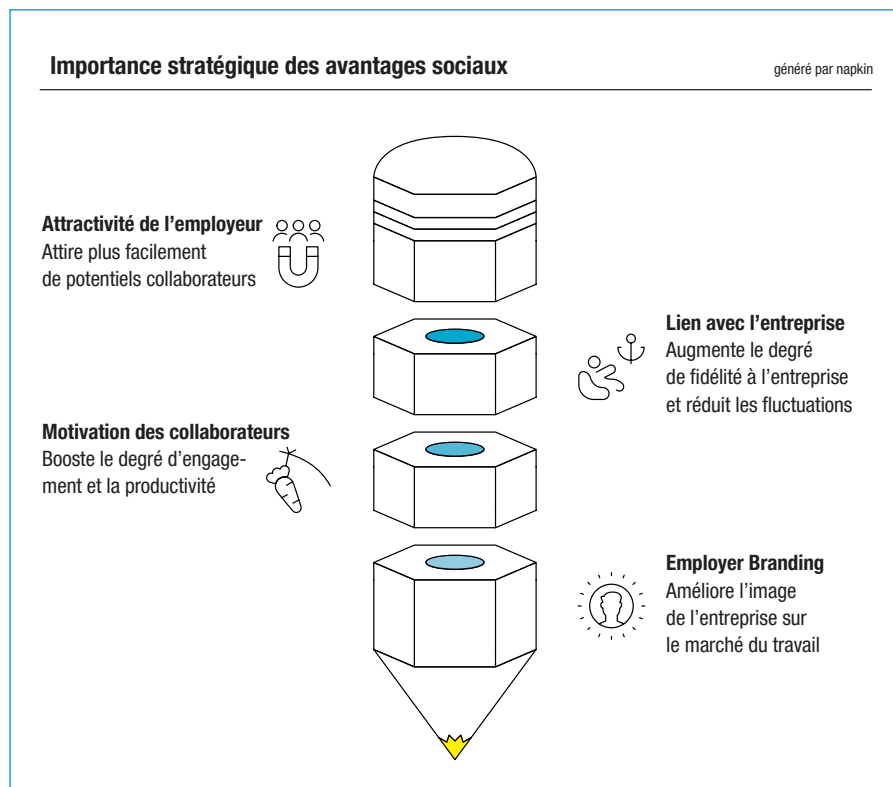 Importance stratégique des avantages sociaux
généré par napkin
Attractivité de l’employeur
Attire plus facilement
de potentiels collaborateurs
Lien avec l’entreprise
Augmente le degré
de fidélité à l’entreprise
et réduit les fluctuations
Motivation des collaborateurs
Booste le degré d’engage-
ment et la productivité
Employer Branding
Améliore l’image
de l’entreprise sur
le marché du travail